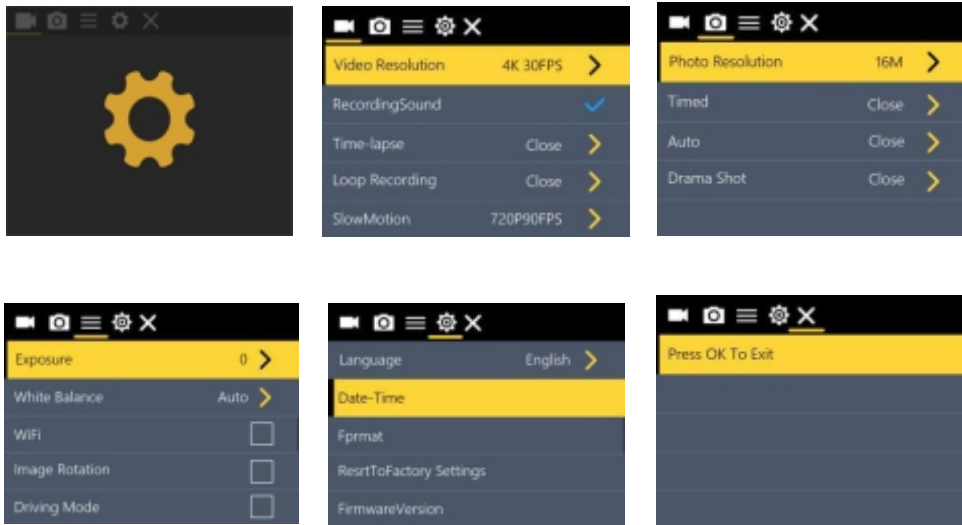 Video Resolution 4K 30FPS
RecordingSound
Time-lapse Close
Loop Recording Close
SlowMotion 720P90FPS
Photo Resolution 16M
Timed Close
Auto Close
Drama Shot Close
Exposure 0
White Balance Auto
WiFi
Image Rotation
Driving Mode
Language English
Date-Time
Fprmat
ResrtToFactory Settings
FirmwareVersion
Press OK To Exit